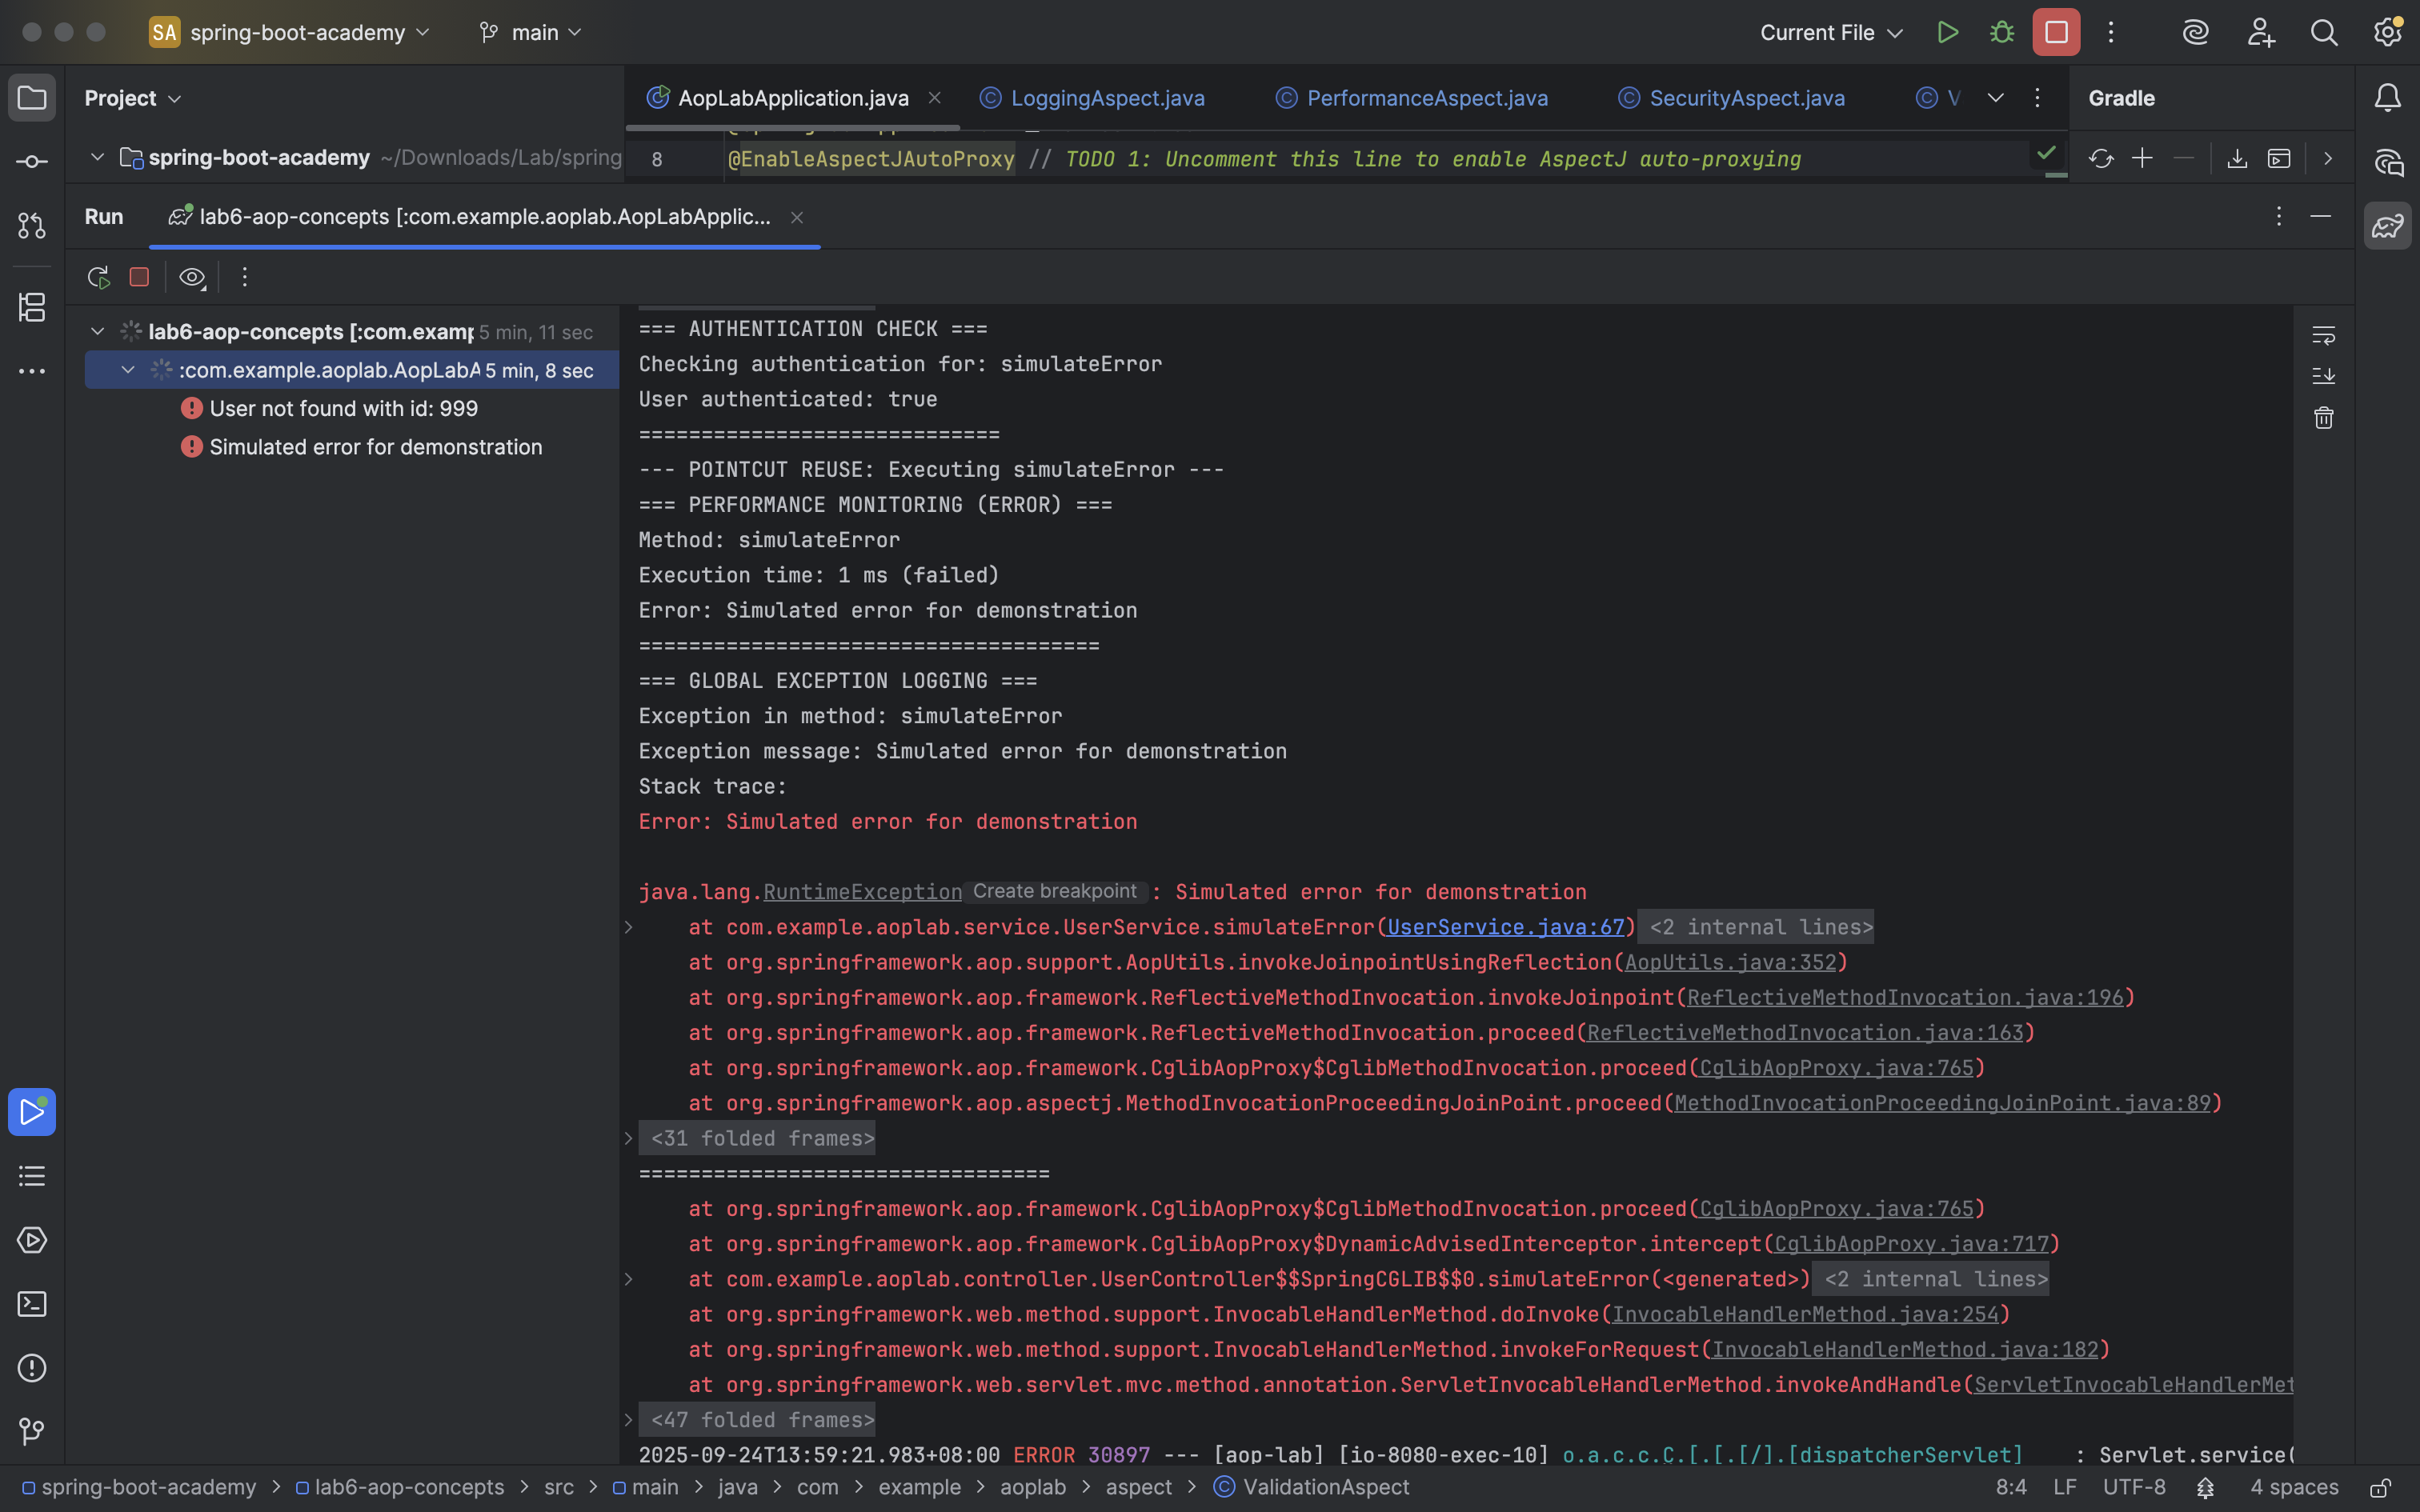 SA spring-boot-academy main Current File
Project AopLabApplication.java LoggingAspect.java PerformanceAspect.java SecurityAspect.java Gradle
spring-boot-academy ~/Downloads/Lab/spring
8 @EnableAspectJAutoProxy // TODO 1: Uncomment this line to enable AspectJ auto-proxying
Run lab6-aop-concepts [:com.example.aoplab.AopLabApplic...
lab6-aop-concepts [:com.examp 5 min, 11 sec
:com.example.aoplab.AopLabA 5 min, 8 sec
User not found with id: 999
Simulated error for demonstration
=== AUTHENTICATION CHECK ===
Checking authentication for: simulateError
User authenticated: true
=============================
--- POINTCUT REUSE: Executing simulateError ---
=== PERFORMANCE MONITORING (ERROR) ===
Method: simulateError
Execution time: 1 ms (failed)
Error: Simulated error for demonstration
=====================================
=== GLOBAL EXCEPTION LOGGING ===
Exception in method: simulateError
Exception message: Simulated error for demonstration
Stack trace:
Error: Simulated error for demonstration
java.lang.RuntimeException Create breakpoint : Simulated error for demonstration
at com.example.aoplab.service.UserService.simulateError(UserService.java:67) <2 internal lines>
at org.springframework.aop.support.AopUtils.invokeJoinpointUsingReflection(AopUtils.java:352)
at org.springframework.aop.framework.ReflectiveMethodInvocation.invokeJoinpoint(ReflectiveMethodInvocation.java:196)
at org.springframework.aop.framework.ReflectiveMethodInvocation.proceed(ReflectiveMethodInvocation.java:163)
at org.springframework.aop.framework.CglibAopProxy$CglibMethodInvocation.proceed(CglibAopProxy.java:765)
at org.springframework.aop.aspectj.MethodInvocationProceedingJoinPoint.proceed(MethodInvocationProceedingJoinPoint.java:89)
<31 folded frames>
=================================
at org.springframework.aop.framework.CglibAopProxy$CglibMethodInvocation.proceed(CglibAopProxy.java:765)
at org.springframework.aop.framework.CglibAopProxy$DynamicAdvisedInterceptor.intercept(CglibAopProxy.java:717)
at com.example.aoplab.controller.UserController$$SpringCGLIB$$0.simulateError(<generated>) <2 internal lines>
at org.springframework.web.method.support.InvocableHandlerMethod.doInvoke(InvocableHandlerMethod.java:254)
at org.springframework.web.method.support.InvocableHandlerMethod.invokeForRequest(InvocableHandlerMethod.java:182)
at org.springframework.web.servlet.mvc.method.annotation.ServletInvocableHandlerMethod.invokeAndHandle(ServletInvocableHandlerMet
<47 folded frames>
2025-09-24T13:59:21.983+08:00 ERROR 30897 --- [aop-lab] [io-8080-exec-10] o.a.c.c.C.[.[.[/].[dispatcherServlet] : Servlet.service(
spring-boot-academy > lab6-aop-concepts > src > main > java > com > example > aoplab > aspect > ValidationAspect 8:4 LF UTF-8 4 spaces